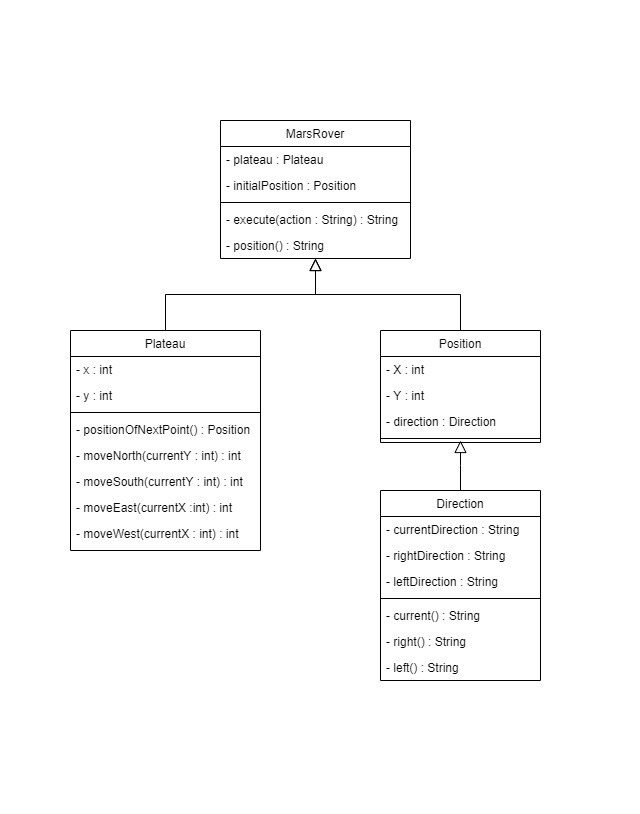 MarsRover
- plateau : Plateau
- initialPosition : Position
- execute(action : String) : String
- position() : String
Plateau
- x : int
- y : int
- positionOfNextPoint() : Position
- moveNorth(currentY : int) : int
- moveSouth(currentY : int) : int
- moveEast(currentX :int) : int
- moveWest(currentX : int) : int
Position
- X : int
- Y : int
- direction : Direction
Direction
- currentDirection : String
- rightDirection : String
- leftDirection : String
- current() : String
- right() : String
- left() : String